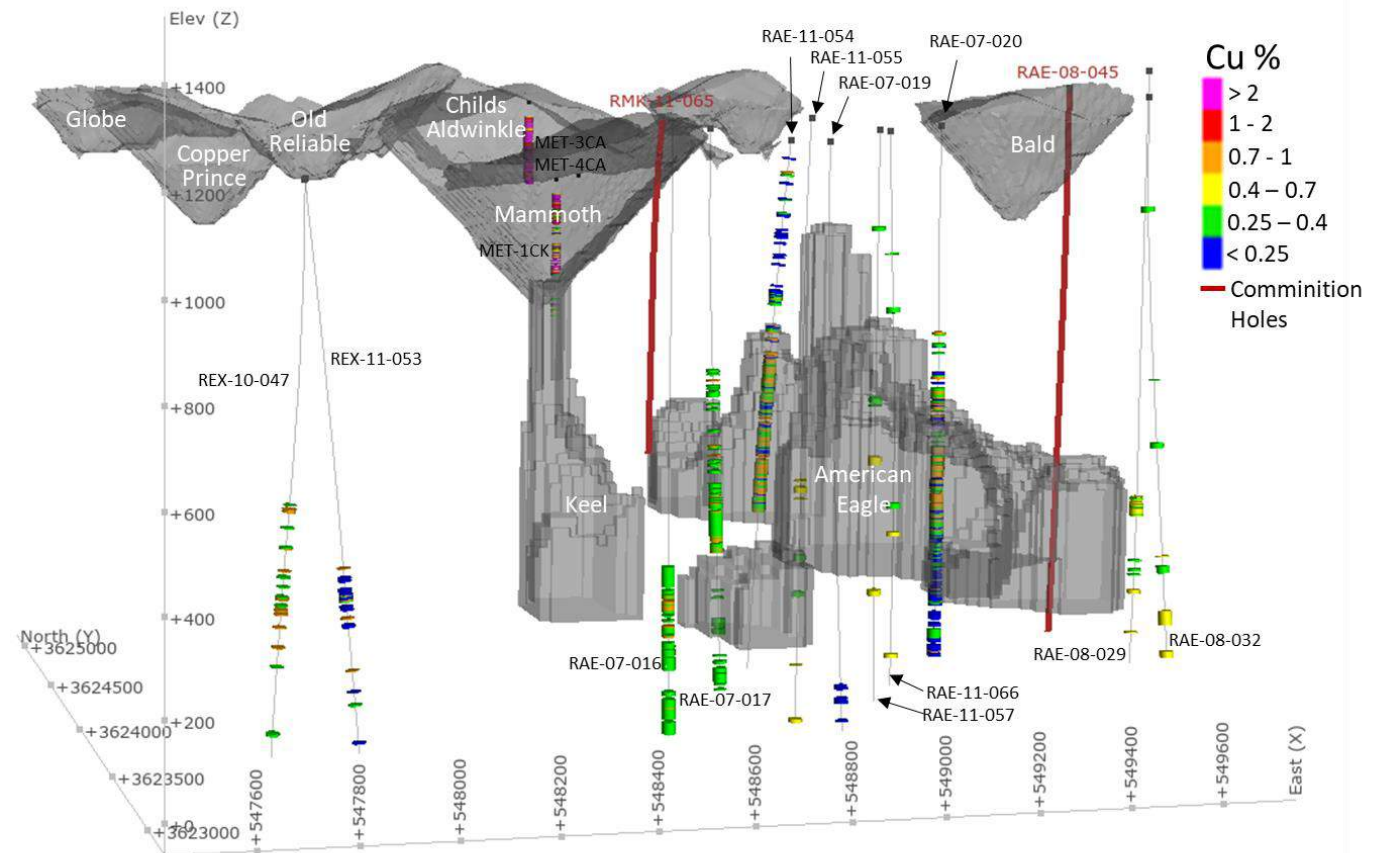 Elev (Z)
+1400
+1200
+1000
+800
+600
+400
+200
+0
North (Y)
+3625000
+3624500
+3624000
+3623500
+3623000
+547600
+547800
+548000
+548200
+548400
+548600
+548800
+549000
+549200
+549400
+549600
East (X)
Globe
Copper
Prince
Old
Reliable
Childs
Aldwinkle
MET-3CA
MET-4CA
Mammoth
MET-1CK
RMK-11-065
RAE-11-054
RAE-11-055
RAE-07-019
RAE-07-020
RAE-08-045
Bald
REX-10-047
REX-11-053
Keel
American
Eagle
RAE-07-016
RAE-07-017
RAE-11-066
RAE-11-057
RAE-08-029
RAE-08-032
Cu %
> 2
1 - 2
0.7 - 1
0.4 – 0.7
0.25 – 0.4
< 0.25
Comminition
Holes